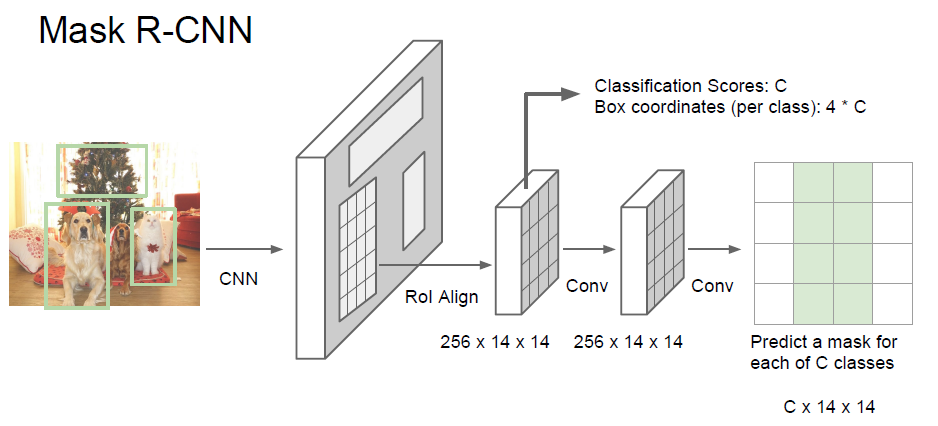 Mask R-CNN
Classification Scores: C
Box coordinates (per class): 4 * C
CNN
RoI Align
Conv
Conv
256 x 14 x 14
256 x 14 x 14
Predict a mask for
each of C classes
C x 14 x 14